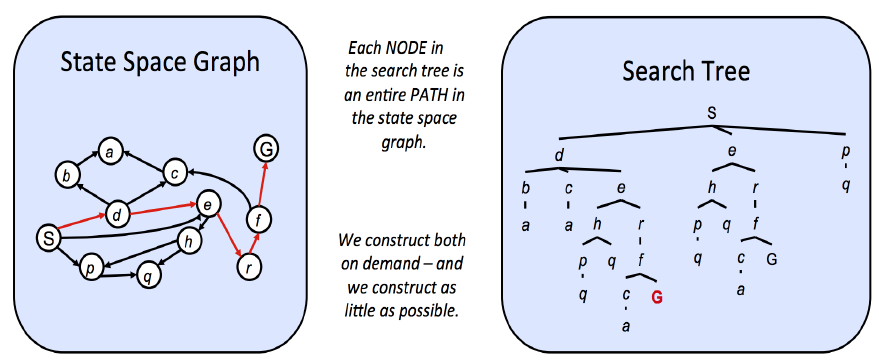 State Space Graph
G
a
b
c
d
e
f
S
h
p
q
r
Each NODE in
the search tree is
an entire PATH in
the state space
graph.
We construct both
on demand – and
we construct as
little as possible.
Search Tree
S
d e p
b c e h r q
a a h r p q f
p q f q c G
q c G a
a